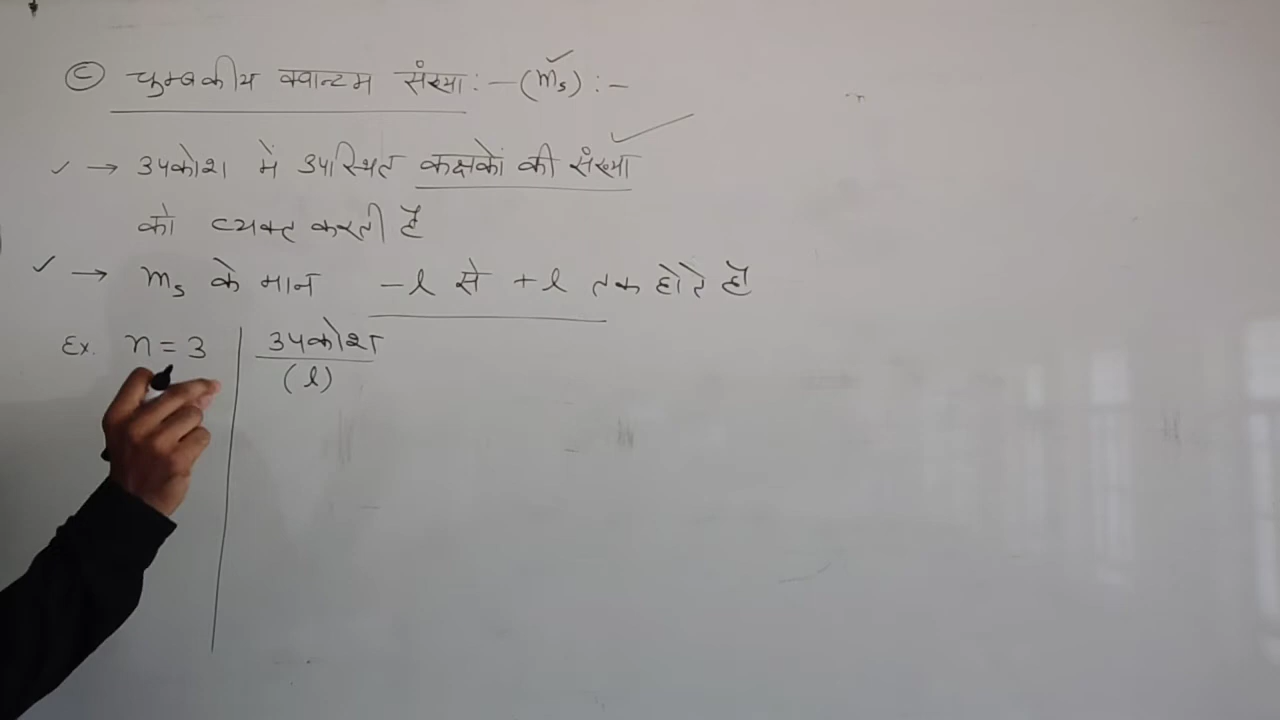 (C) चुम्बकीय क्वान्टम संख्या :- (ms) :-
→ उपकोश में उपस्थित कक्षकों की संख्या
को व्यक्त करती है
→ ms के मान -l से +l तक होते है
Ex. n = 3
उपकोश
(l)